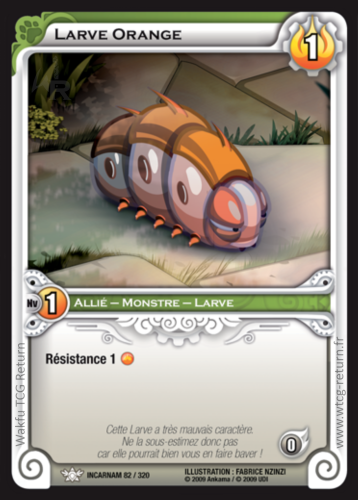 Larve Orange
1
Nv 1
Allié – Monstre – Larve
Résistance 1
Cette Larve a très mauvais caractère.
Ne la sous-estimez donc pas
car elle pourrait bien vous en faire baver !
0
INCARNAM 82 / 320
ILLUSTRATION : FABRICE NZINZI
© 2009 Ankama / © 2009 UDI
Wakfu TCG Return
www.wtcg-return.fr